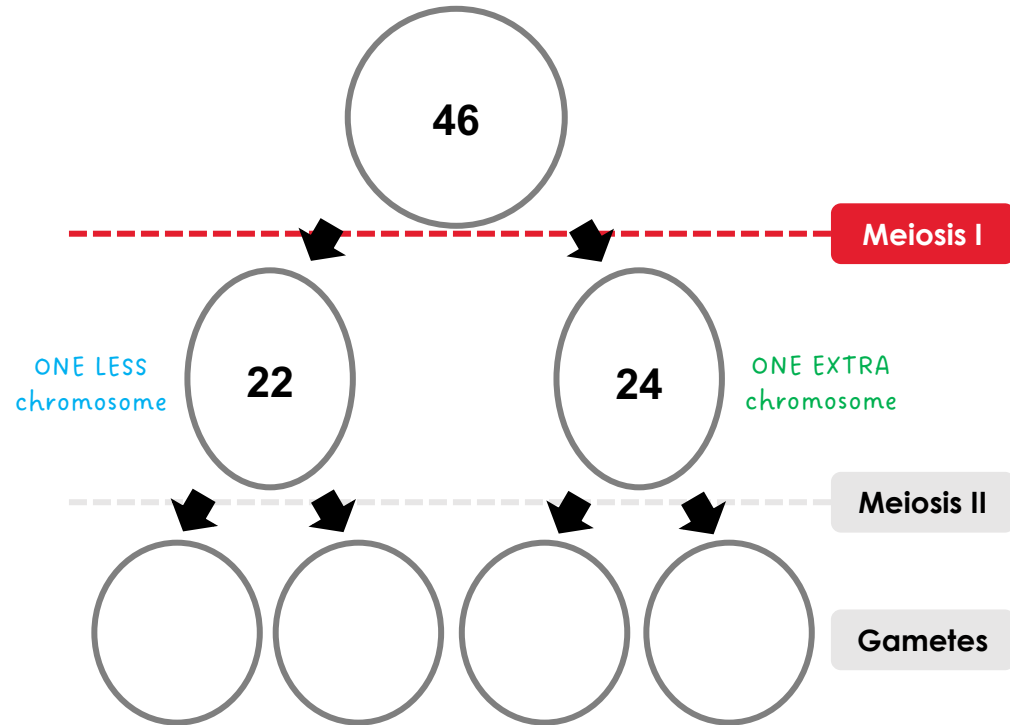 46
Meiosis I
ONE LESS
chromosome
22
24
ONE EXTRA
chromosome
Meiosis II
Gametes